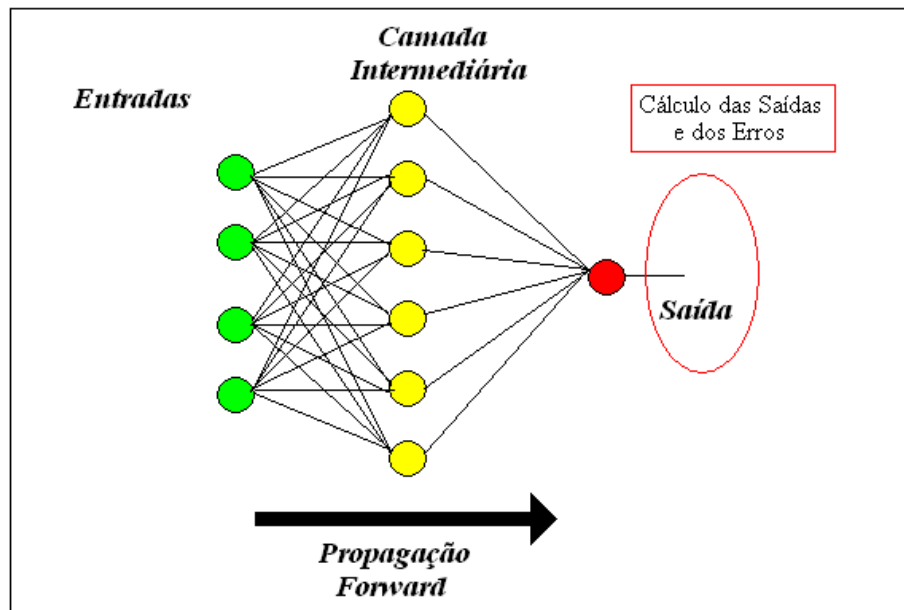 Camada
Intermediária
Entradas
Cálculo das Saídas
e dos Erros
Saída
Propagação
Forward